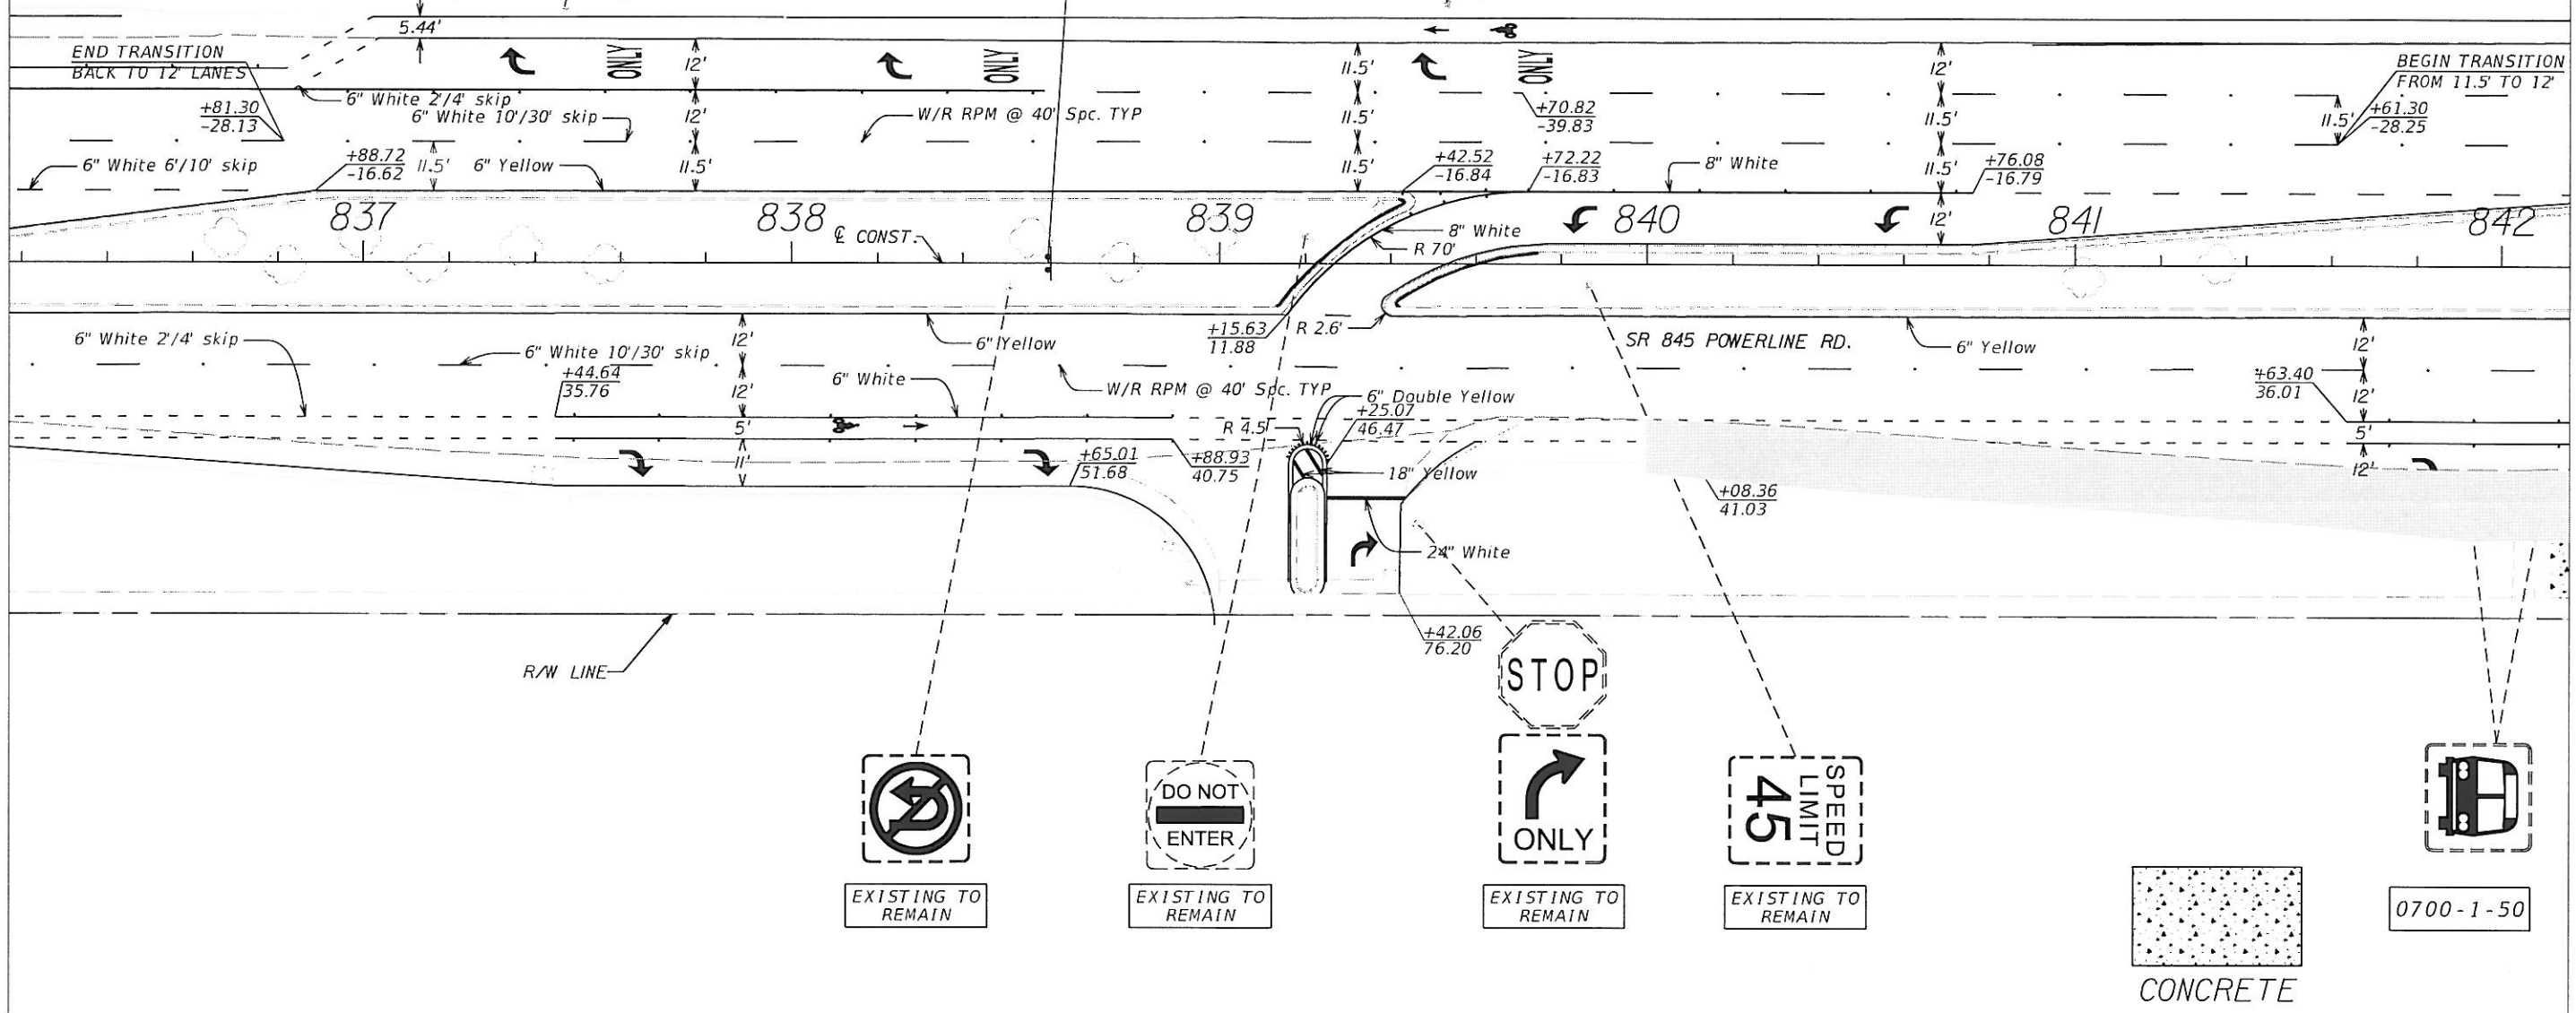 5.44'
END TRANSITION
BACK TO 12' LANES
ONLY
12'
ONLY
11.5'
ONLY
12'
BEGIN TRANSITION
FROM 11.5' TO 12'
6" White 2'/4' skip
+81.30
-28.13
6" White 10'/30' skip
12'
W/R RPM @ 40' Spc. TYP
11.5'
+70.82
-39.83
11.5'
11.5'
+61.30
-28.25
6" White 6'/10' skip
+88.72
-16.62
11.5'
6" Yellow
11.5'
11.5'
+42.52
-16.84
+72.22
-16.83
8" White
11.5'
+76.08
-16.79
837
838
839
840
841
842
℄ CONST.
8" White
R 70'
12'
6" White 2'/4' skip
12'
6" Yellow
+15.63
11.88
R 2.6'
SR 845 POWERLINE RD.
6" Yellow
12'
6" White 10'/30' skip
+44.64
35.76
12'
6" White
W/R RPM @ 40' Spc. TYP
6" Double Yellow
+63.40
36.01
12'
5'
R 4.5'
+25.07
46.47
5'
11'
+65.01
51.68
+88.93
40.75
18" Yellow
12'
+08.36
41.03
24" White
+42.06
76.20
R/W LINE
STOP
DO NOT
ENTER
ONLY
SPEED
LIMIT
45
EXISTING TO
REMAIN
EXISTING TO
REMAIN
EXISTING TO
REMAIN
EXISTING TO
REMAIN
0700-1-50
CONCRETE